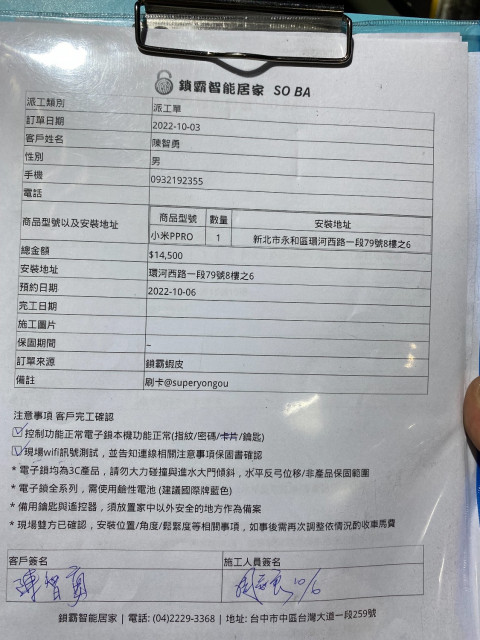 鎖霸智能居家 SO BA
派工類別 派工單
訂單日期 2022-10-03
客戶姓名 陳智勇
性別 男
手機 0932192355
電話
商品型號以及安裝地址 商品型號 數量 安裝地址
小米PPRO 1 新北市永和區環河西路一段79號8樓之6
總金額 $14,500
安裝地址 環河西路一段79號8樓之6
預約日期 2022-10-06
完工日期
施工圖片
保固期間 –
訂單來源 鎖霸蝦皮
備註 刷卡@superyongou
注意事項 客戶完工確認
控制功能正常電子鎖本機功能正常(指紋/密碼/卡片/鑰匙)
現場wifi訊號測試，並告知連線相關注意事項保固書確認
* 電子鎖均為3C產品，請勿大力碰撞與進水大門傾斜，水平反弓位移/非產品保固範圍
* 電子鎖全系列，需使用鹼性電池 (建議國際牌藍色)
* 備用鑰匙與遙控器，須放置家中以外安全的地方作為備案
* 現場雙方已確認，安裝位置/角度/鬆緊度等相關事項，如事後需再次調整依情況酌收車馬費
客戶簽名 施工人員簽名
陳智勇 10/6
鎖霸智能居家 | 電話: (04)2229-3368 | 地址: 台中市中區台灣大道一段259號